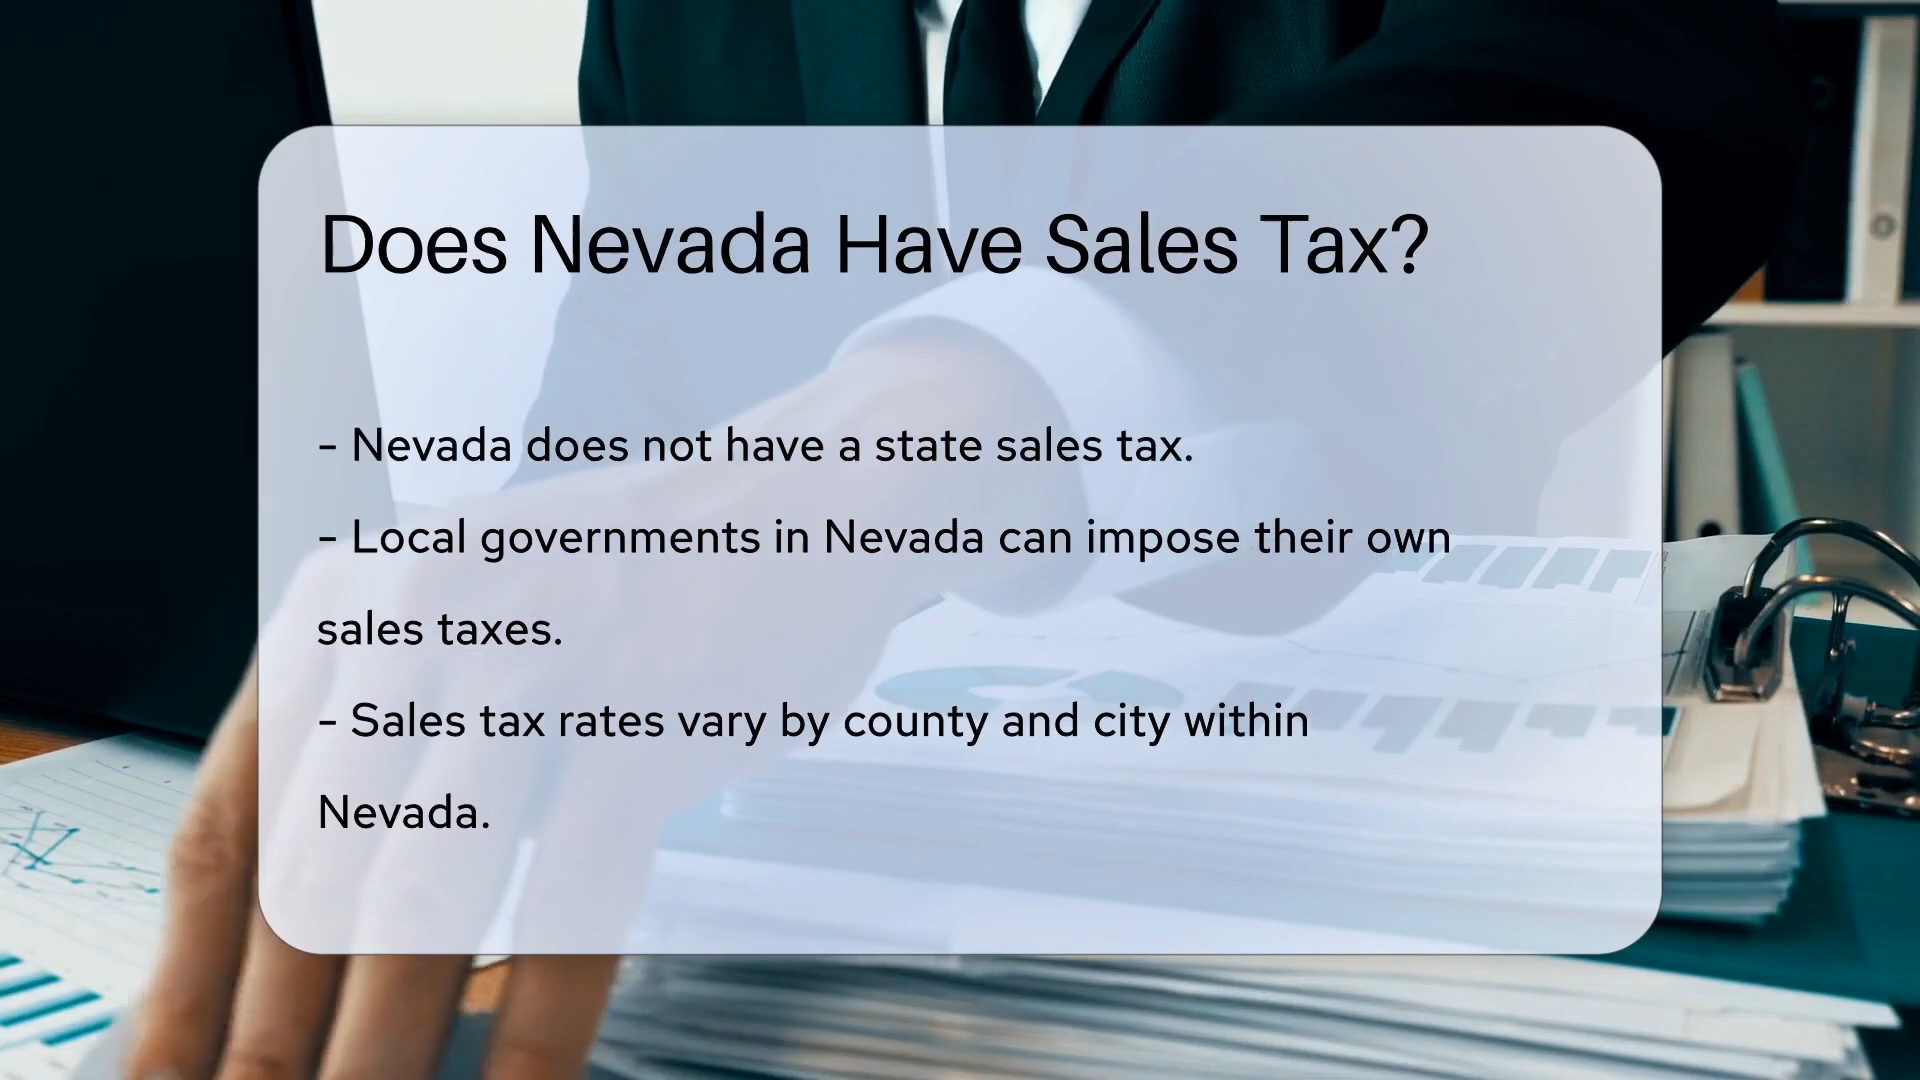 Does Nevada Have Sales Tax?
- Nevada does not have a state sales tax.
- Local governments in Nevada can impose their own
sales taxes.
- Sales tax rates vary by county and city within
Nevada.